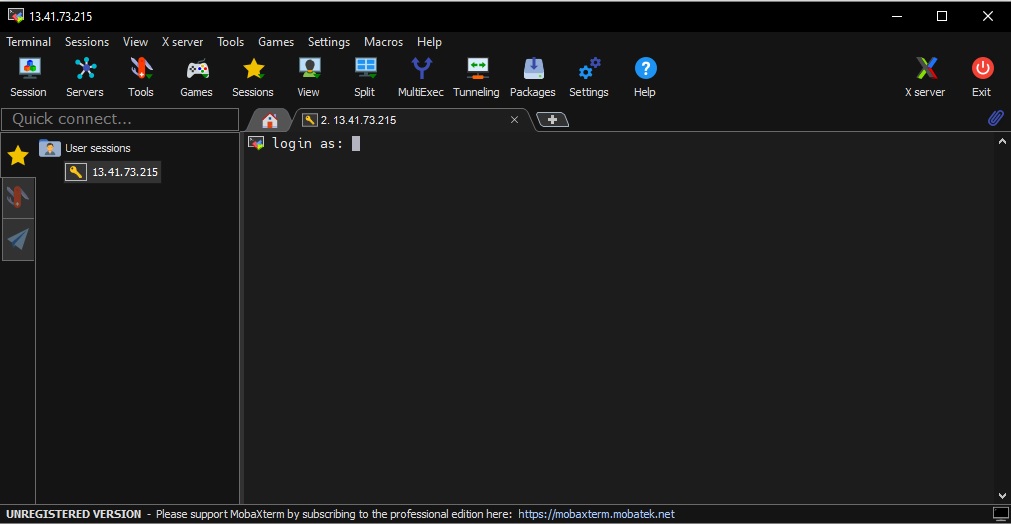 13.41.73.215
Terminal Sessions View X server Tools Games Settings Macros Help
Session Servers Tools Games Sessions View Split MultiExec Tunneling Packages Settings Help X server Exit
Quick connect...
2. 13.41.73.215
User sessions
login as:
13.41.73.215
UNREGISTERED VERSION - Please support MobaXterm by subscribing to the professional edition here: https://mobaxterm.mobatek.net